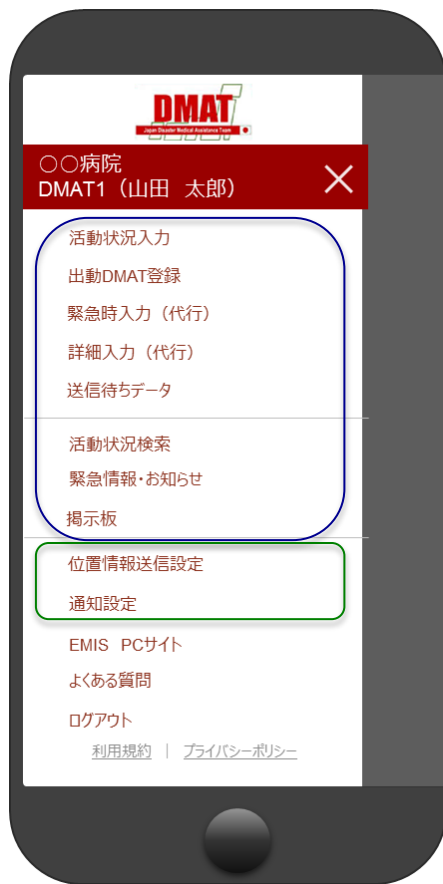 DMAT
Japan Disaster Medical Assistance Team
○○病院
DMAT1（山田　太郎）
活動状況入力
出動DMAT登録
緊急時入力（代行）
詳細入力（代行）
送信待ちデータ
活動状況検索
緊急情報・お知らせ
掲示板
位置情報送信設定
通知設定
EMIS　PCサイト
よくある質問
ログアウト
利用規約　|　プライバシーポリシー